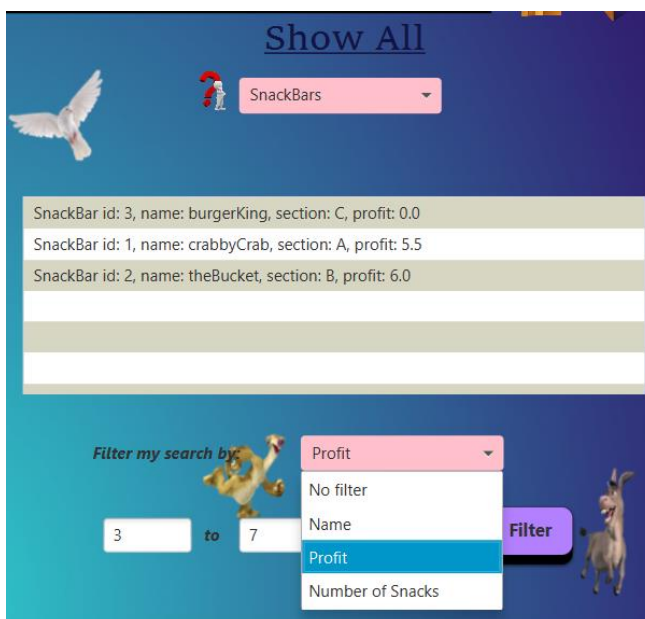 Show All
SnackBars
SnackBar id: 3, name: burgerKing, section: C, profit: 0.0
SnackBar id: 1, name: crabbyCrab, section: A, profit: 5.5
SnackBar id: 2, name: theBucket, section: B, profit: 6.0
Filter my search by: Profit
No filter
Name
3 to 7 Filter
Profit
Number of Snacks